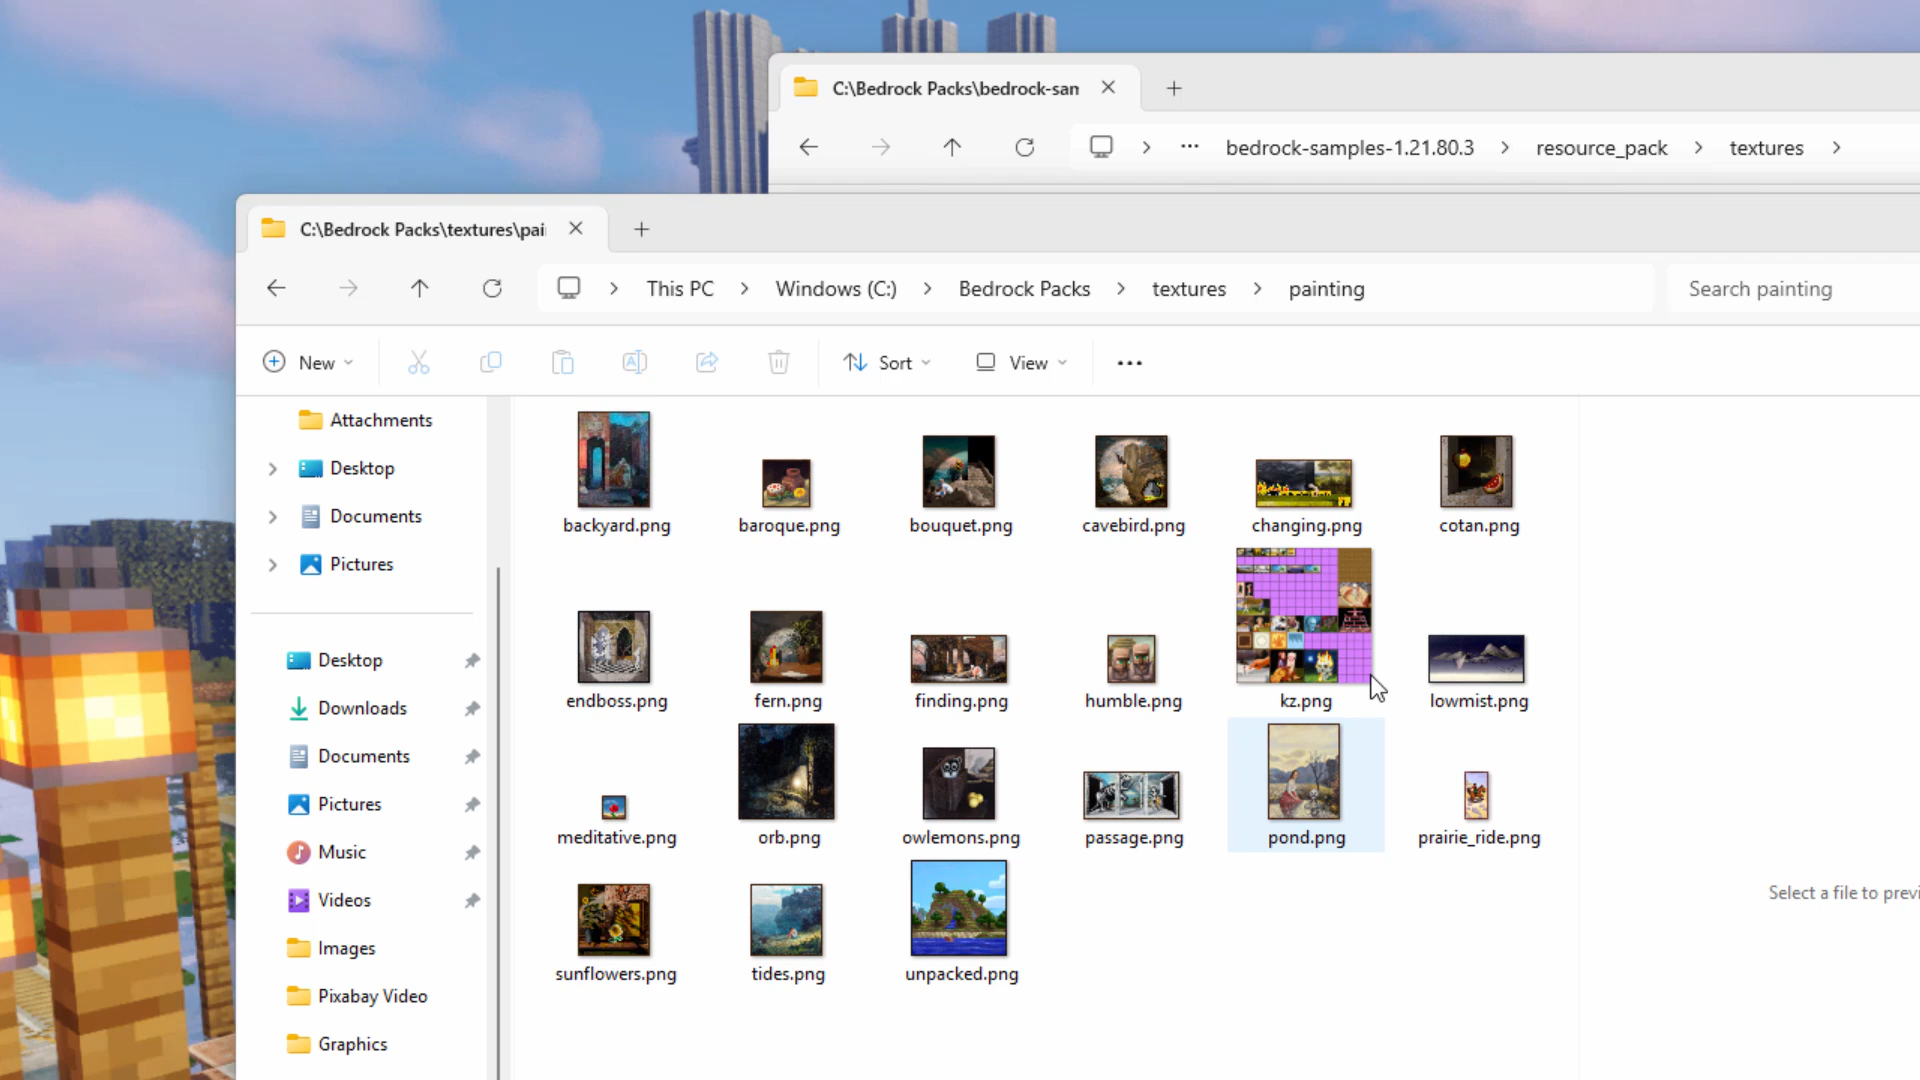 C:\Bedrock Packs\bedrock-san
bedrock-samples-1.21.80.3
resource_pack
textures
C:\Bedrock Packs\textures\pai
This PC
Windows (C:)
Bedrock Packs
textures
painting
Search painting
New
Sort
View
Attachments
Desktop
Documents
Pictures
Desktop
Downloads
Documents
Pictures
Music
Videos
Images
Pixabay Video
Graphics
backyard.png
baroque.png
bouquet.png
cavebird.png
changing.png
cotan.png
endboss.png
fern.png
finding.png
humble.png
kz.png
lowmist.png
meditative.png
orb.png
owlemons.png
passage.png
pond.png
prairie_ride.png
sunflowers.png
tides.png
unpacked.png
Select a file to previ